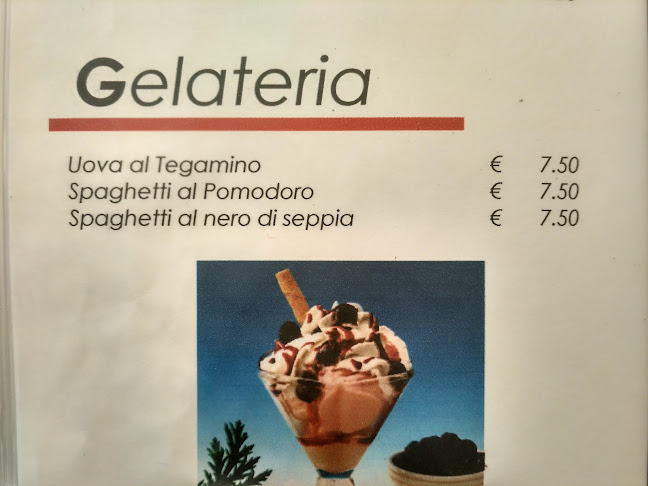 Gelateria
Uova al Tegamino € 7.50
Spaghetti al Pomodoro € 7.50
Spaghetti al nero di seppia € 7.50